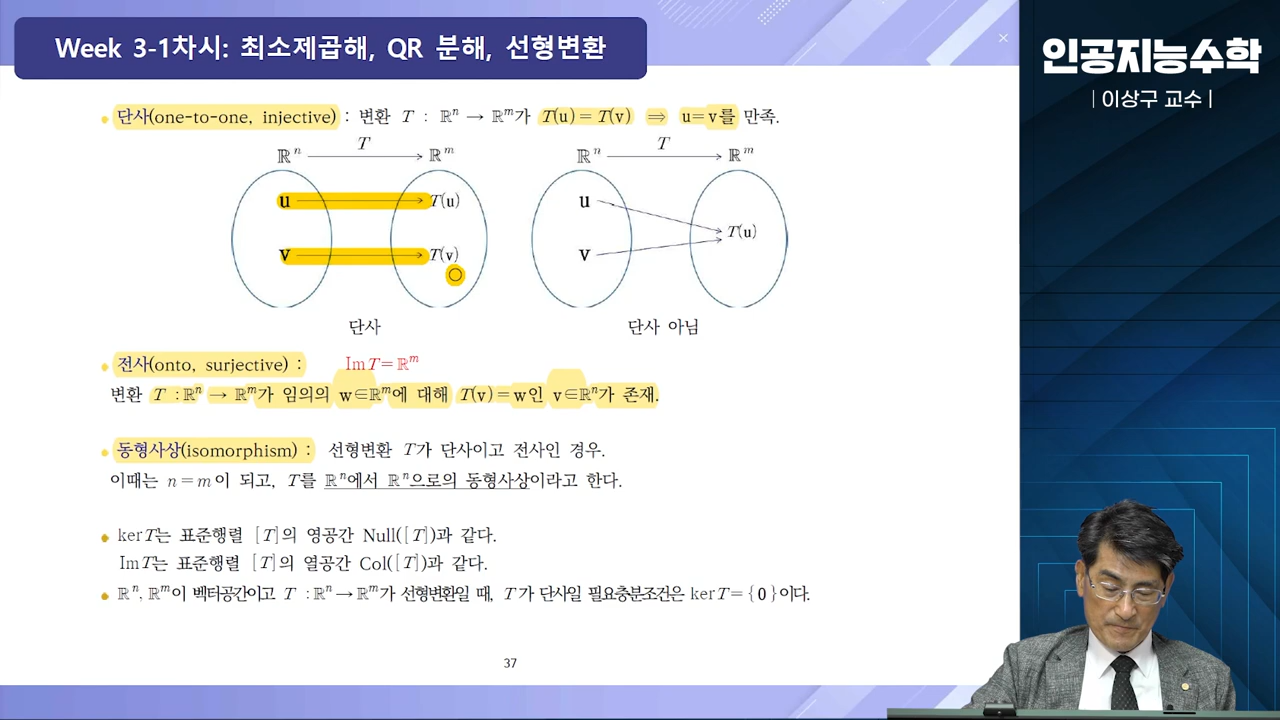 Week 3-1차시: 최소제곱해, QR 분해, 선형변환
인공지능수학
| 이상구 교수 |
단사(one-to-one, injective) : 변환 T : ℝⁿ → ℝᵐ가 T(u) = T(v) ⟹ u=v를 만족.
ℝⁿ T ℝᵐ ℝⁿ T ℝᵐ
u T(u) u
T(u)
v T(v) v
단사 단사 아님
전사(onto, surjective) : Im T = ℝᵐ
변환 T : ℝⁿ → ℝᵐ가 임의의 w∈ℝᵐ에 대해 T(v) = w인 v∈ℝⁿ가 존재.
동형사상(isomorphism) : 선형변환 T가 단사이고 전사인 경우.
이때는 n = m이 되고, T를 ℝⁿ에서 ℝⁿ으로의 동형사상이라고 한다.
ker T는 표준행렬 [T]의 영공간 Null([T])과 같다.
Im T는 표준행렬 [T]의 열공간 Col([T])과 같다.
ℝⁿ, ℝᵐ이 벡터공간이고 T : ℝⁿ → ℝᵐ가 선형변환일 때, T가 단사일 필요충분조건은 ker T = {0}이다.
37